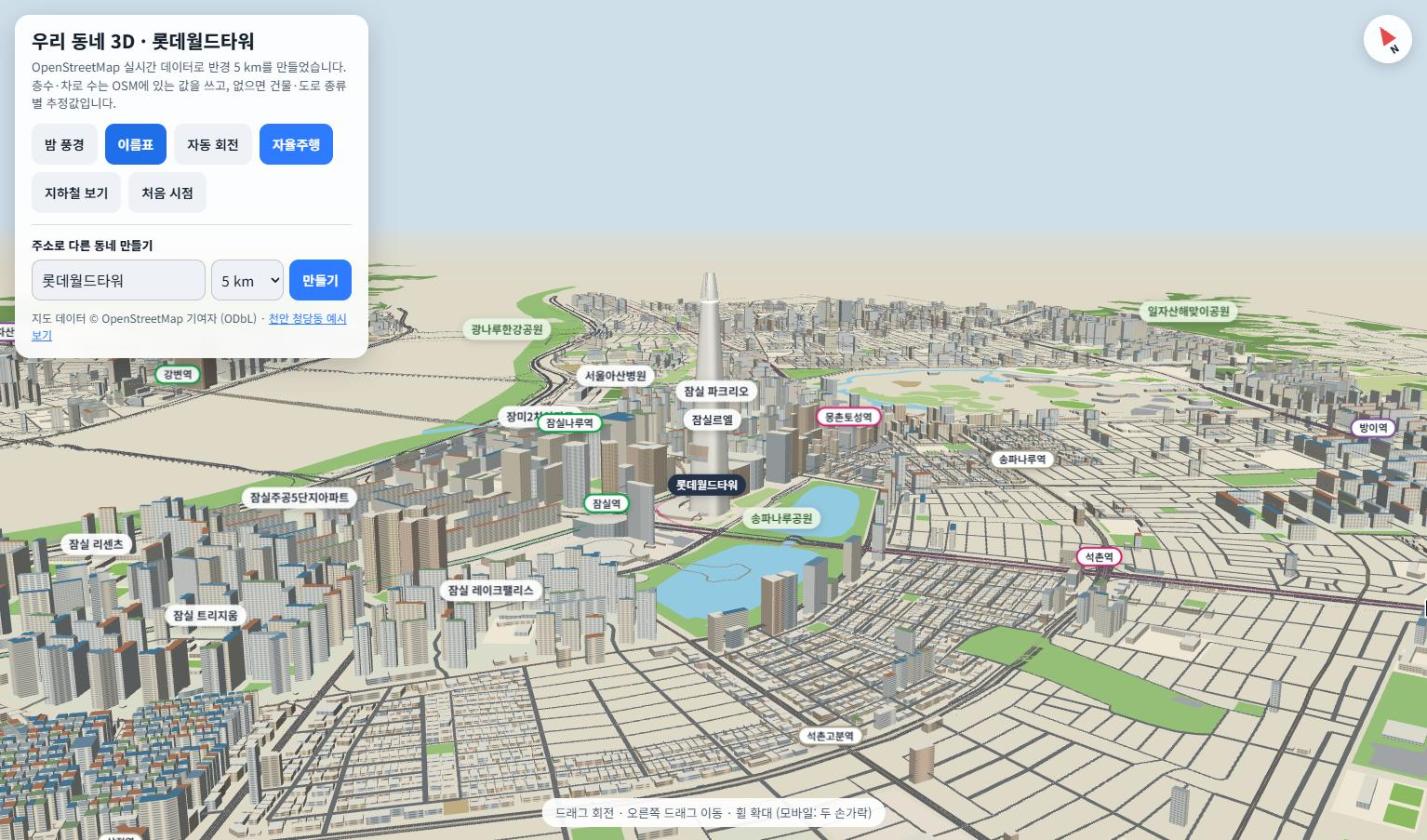 우리 동네 3D · 롯데월드타워
OpenStreetMap 실시간 데이터로 반경 5 km를 만들었습니다.
층수·차로 수는 OSM에 있는 값을 쓰고, 없으면 건물·도로 종류
별 추정값입니다.
밤 풍경
이름표
자동 회전
자율주행
지하철 보기
처음 시점
주소로 다른 동네 만들기
롯데월드타워
5 km
만들기
지도 데이터 © OpenStreetMap 기여자 (ODbL) · 천안 청당동 예시
보기
N
일자산해맞이공원
광나루한강공원
강변역
서울아산병원
잠실 파크리오
장미2차
잠실나루역
잠실르엘
몽촌토성역
방이역
송파나루역
롯데월드타워
잠실주공5단지아파트
잠실역
송파나루공원
잠실 리센츠
석촌역
잠실 레이크팰리스
잠실 트리지움
석촌고분역
드래그 회전 · 오른쪽 드래그 이동 · 휠 확대 (모바일: 두 손가락)